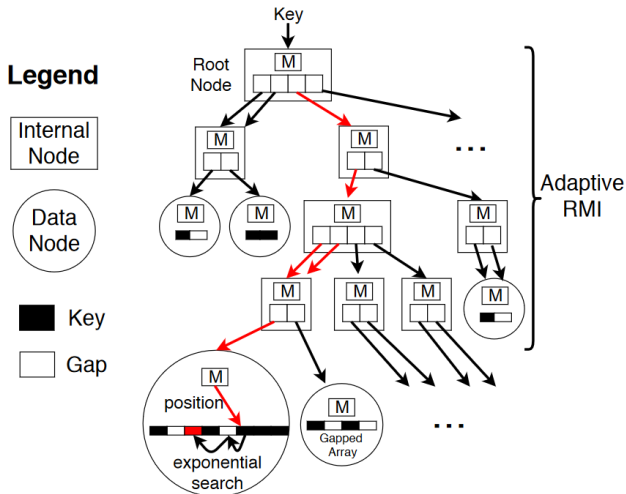 Key
Legend
Root
Node
M
Internal
Node
M
M
...
Adaptive
RMI
Data
Node
M
M
M
M
M
M
M
M
Key
Gap
M
position
exponential
search
M
Gapped
Array
...